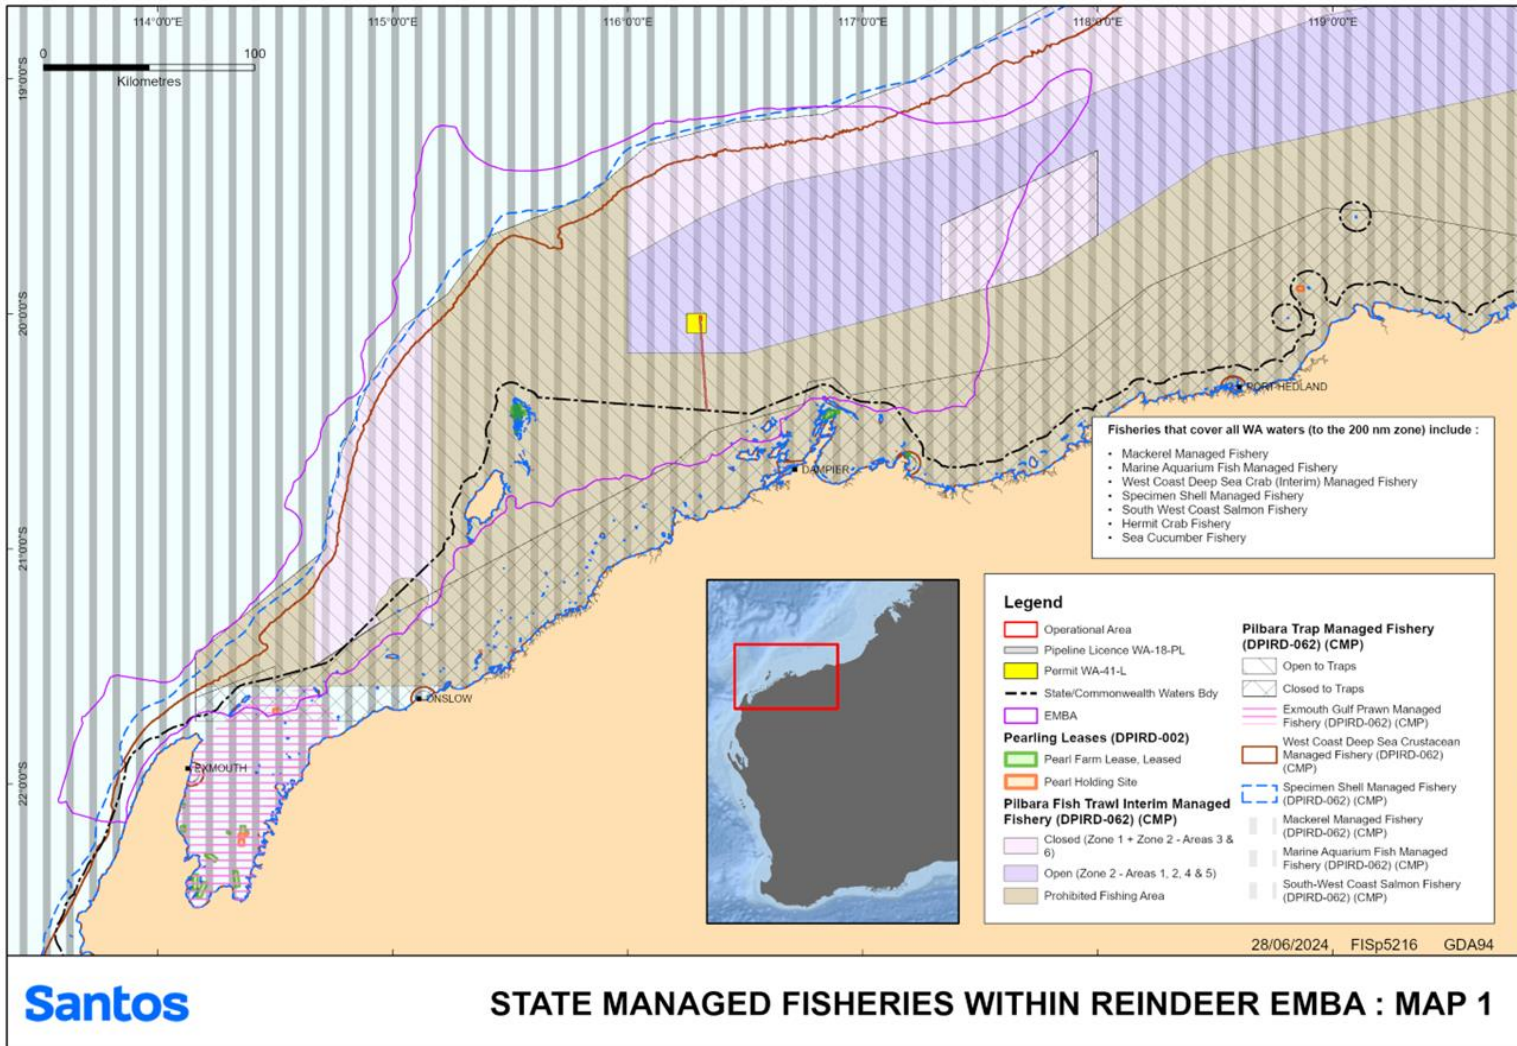 114°0'0"E
115°0'0"E
116°0'0"E
117°0'0"E
118°0'0"E
119°0'0"E
0
100
Kilometres
19°0'0"S
20°0'0"S
21°0'0"S
22°0'0"S
PORT HEDLAND
DAMPIER
ONSLOW
EXMOUTH
Fisheries that cover all WA waters (to the 200 nm zone) include :
• Mackerel Managed Fishery
• Marine Aquarium Fish Managed Fishery
• West Coast Deep Sea Crab (Interim) Managed Fishery
• Specimen Shell Managed Fishery
• South West Coast Salmon Fishery
• Hermit Crab Fishery
• Sea Cucumber Fishery
Legend
Operational Area
Pipeline Licence WA-18-PL
Permit WA-41-L
State/Commonwealth Waters Bdy
EMBA
Pearling Leases (DPIRD-002)
Pearl Farm Lease, Leased
Pearl Holding Site
Pilbara Fish Trawl Interim Managed
Fishery (DPIRD-062) (CMP)
Closed (Zone 1 + Zone 2 - Areas 3 &
6)
Open (Zone 2 - Areas 1, 2, 4 & 5)
Prohibited Fishing Area
Pilbara Trap Managed Fishery
(DPIRD-062) (CMP)
Open to Traps
Closed to Traps
Exmouth Gulf Prawn Managed
Fishery (DPIRD-062) (CMP)
West Coast Deep Sea Crustacean
Managed Fishery (DPIRD-062)
(CMP)
Specimen Shell Managed Fishery
(DPIRD-062) (CMP)
Mackerel Managed Fishery
(DPIRD-062) (CMP)
Marine Aquarium Fish Managed
Fishery (DPIRD-062) (CMP)
South-West Coast Salmon Fishery
(DPIRD-062) (CMP)
28/06/2024 FISp5216 GDA94
Santos
STATE MANAGED FISHERIES WITHIN REINDEER EMBA : MAP 1